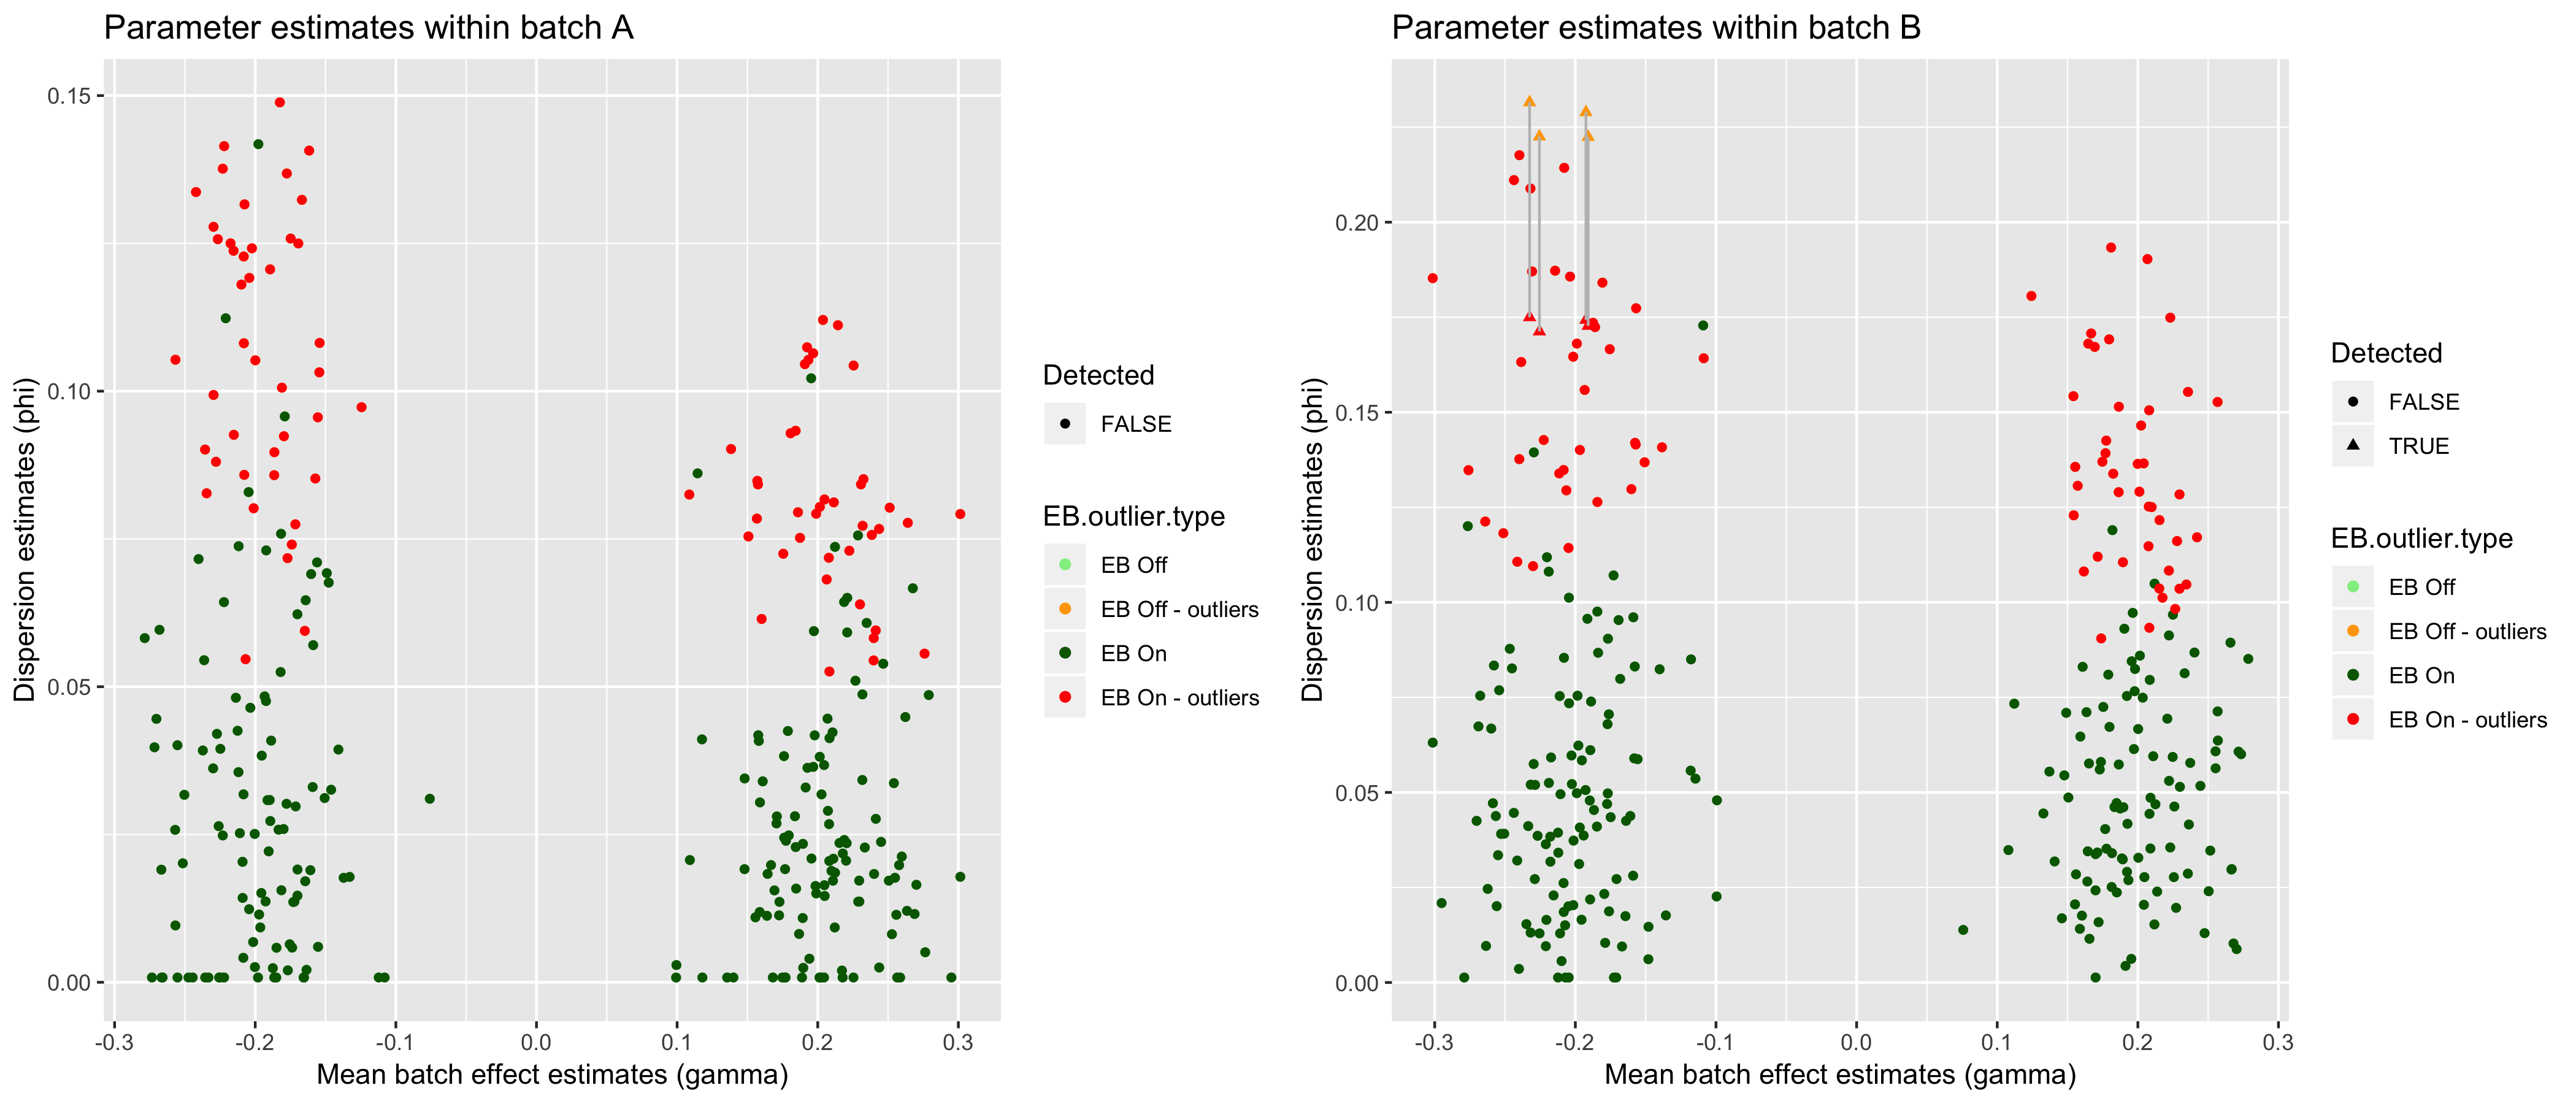 Parameter estimates within batch A
Dispersion estimates (phi)
0.15
0.10
0.05
0.00
-0.3
-0.2
-0.1
0.0
0.1
0.2
0.3
Mean batch effect estimates (gamma)
Detected
FALSE
EB.outlier.type
EB Off
EB Off - outliers
EB On
EB On - outliers
Parameter estimates within batch B
Dispersion estimates (phi)
0.20
0.15
0.10
0.05
0.00
-0.3
-0.2
-0.1
0.0
0.1
0.2
0.3
Mean batch effect estimates (gamma)
Detected
FALSE
TRUE
EB.outlier.type
EB Off
EB Off - outliers
EB On
EB On - outliers